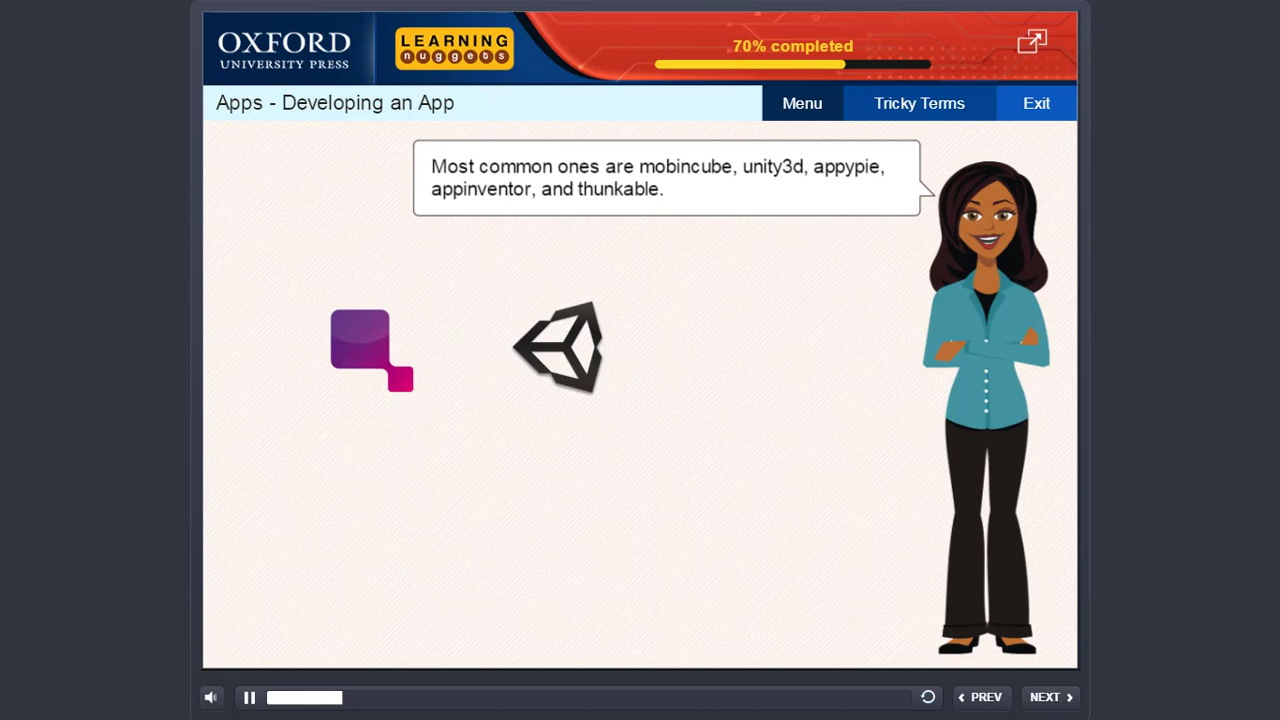 OXFORD
UNIVERSITY PRESS
LEARNING
nuggets
70% completed
Apps - Developing an App
Menu
Tricky Terms
Exit
Most common ones are mobincube, unity3d, appypie,
appinventor, and thunkable.
PREV
NEXT